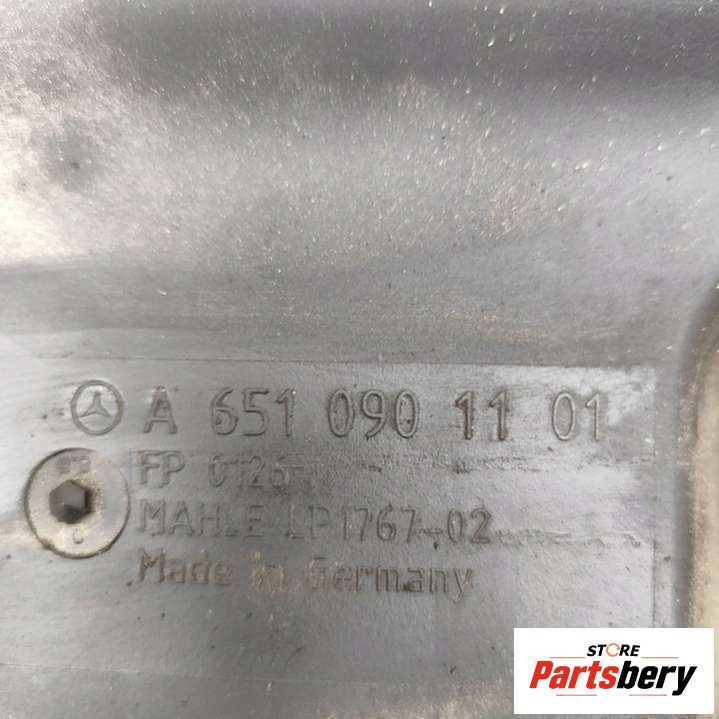 A 651 090 11 01
FP 0126
MAHLE LP1767-02
Made in Germany
STORE
Partsbery